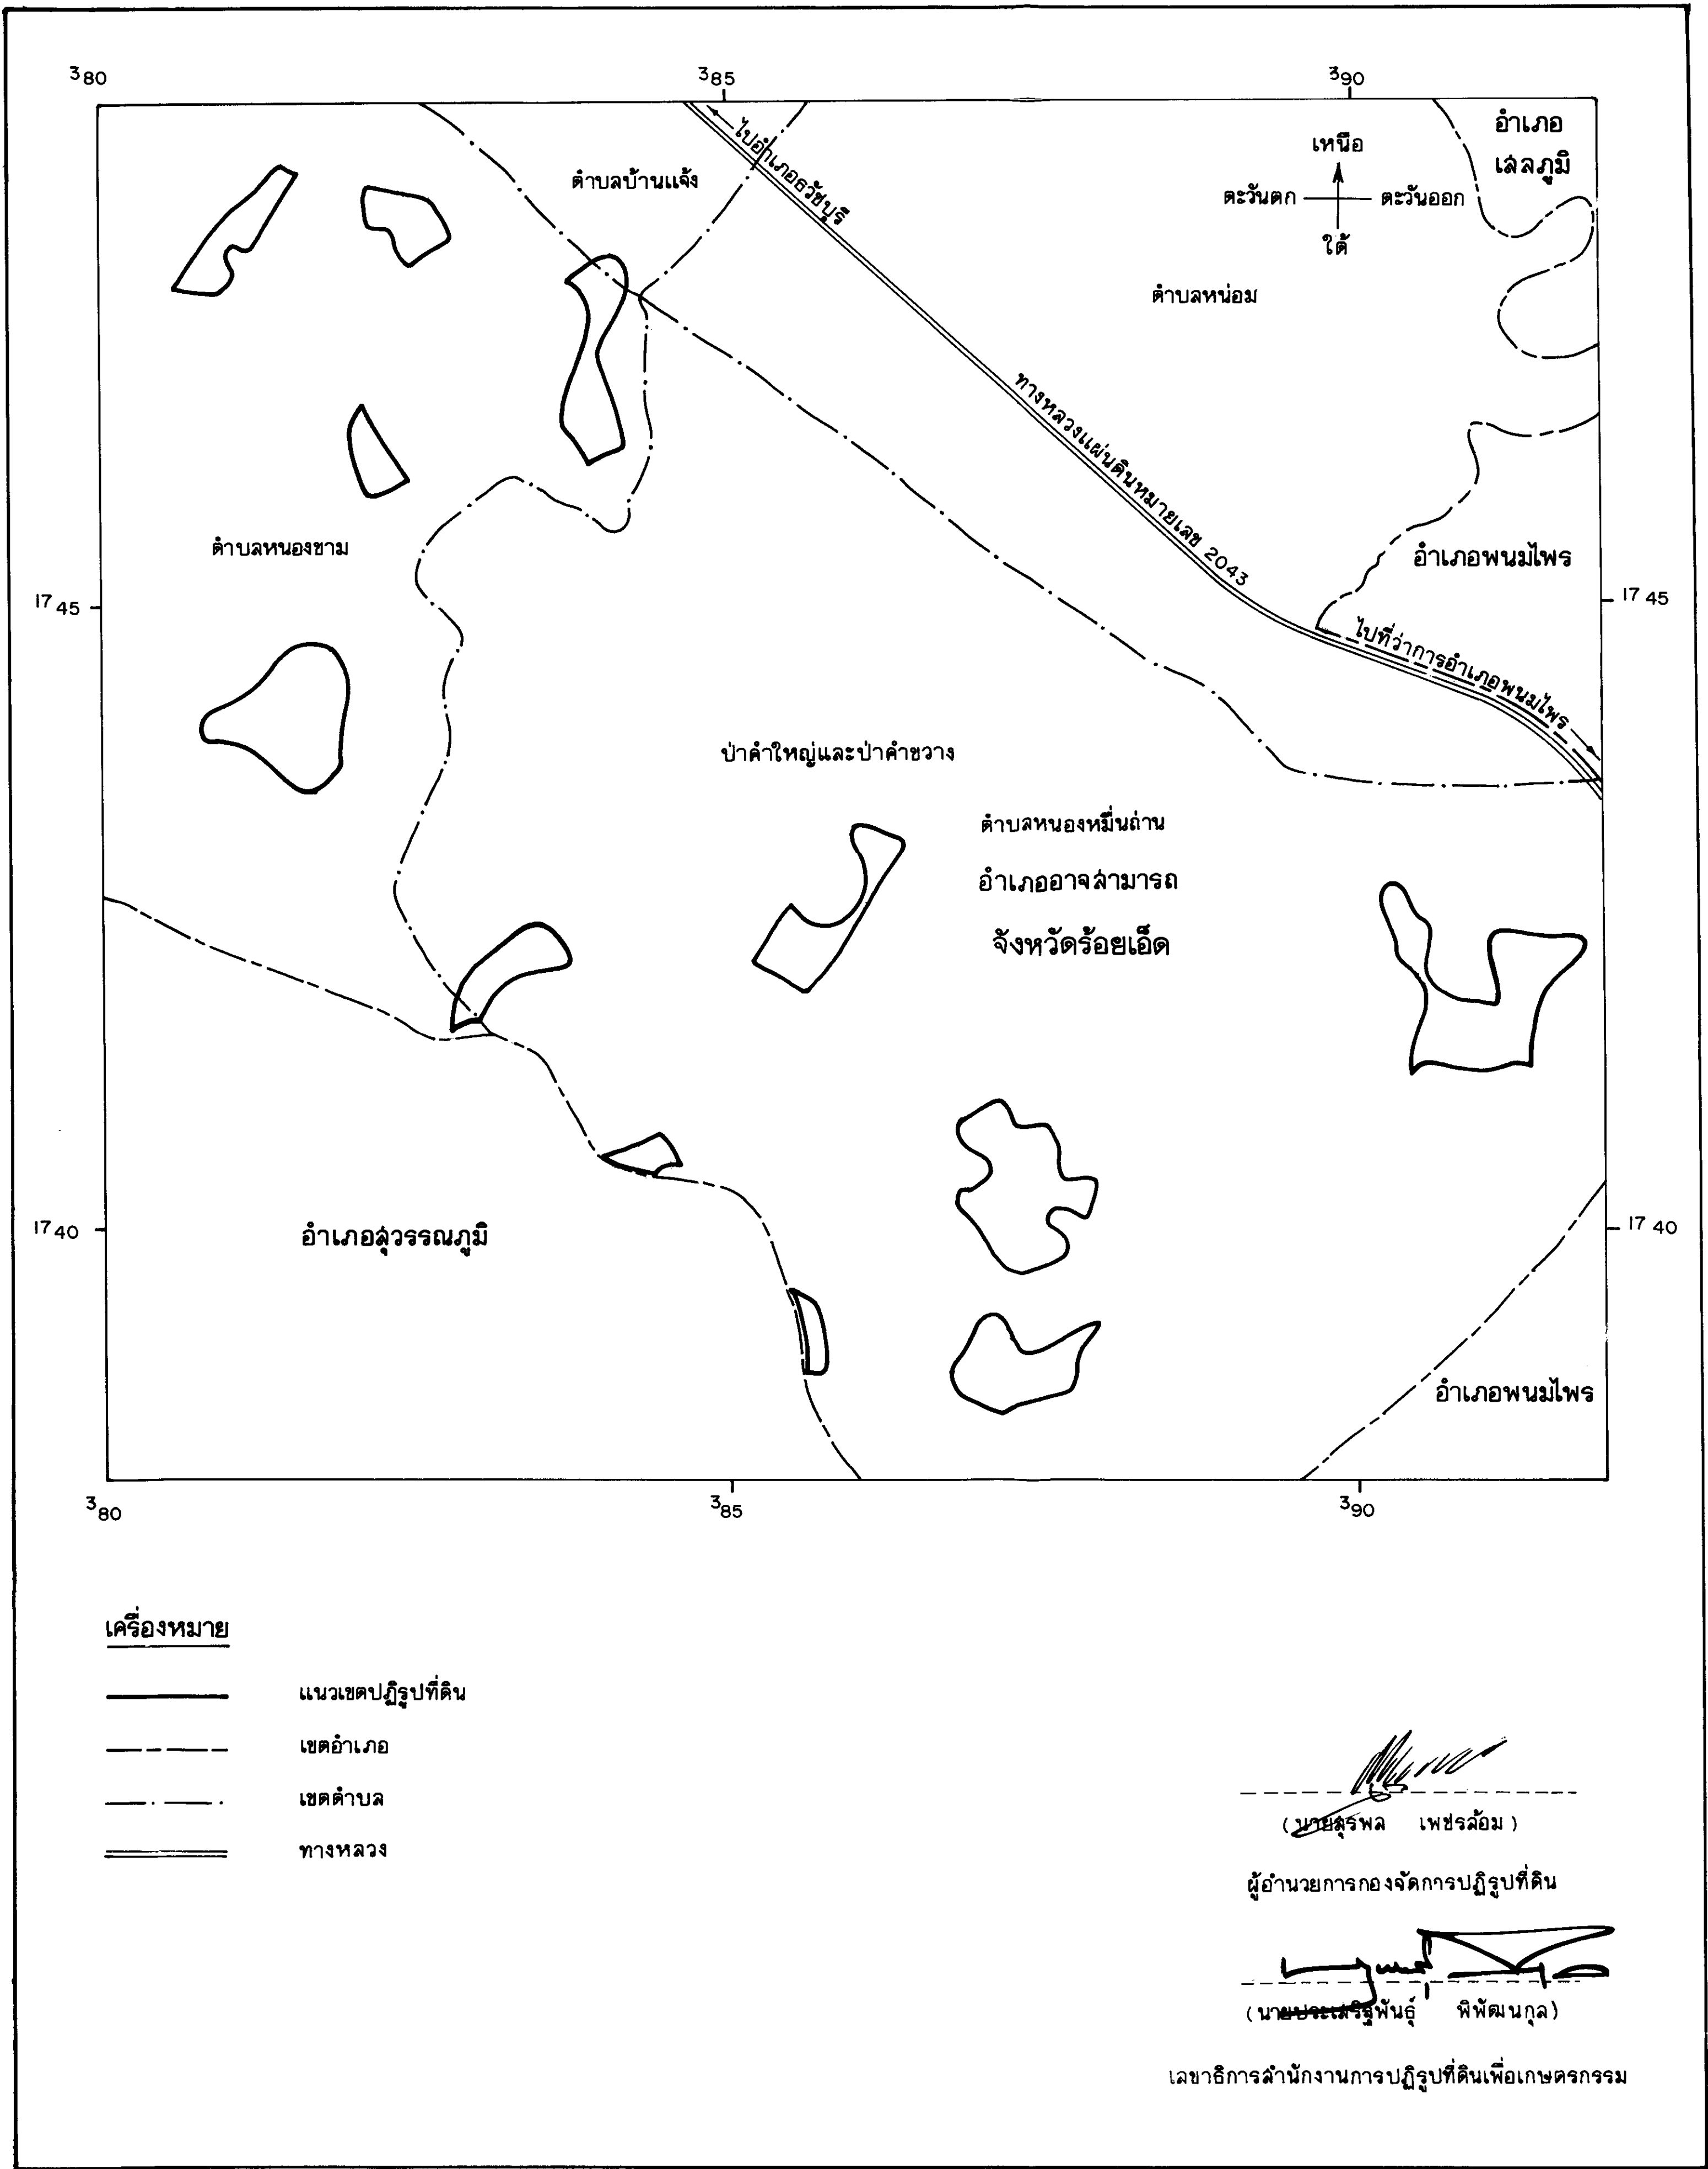 380 385 390
อำเภอ
เสลภูมิ
เหนือ
ตะวันตก ตะวันออก
ใต้
ไปอำเภอธวัชบุรี
ตำบลบ้านแจ้ง
ตำบลหน่อม
ทางหลวงแผ่นดินหมายเลข 2043
ตำบลหนองขาม
อำเภอพนมไพร
1745 1745
ไปที่ว่าการอำเภอพนมไพร
ป่าคำใหญ่และป่าคำขวาง
ตำบลหนองหมื่นถ่าน
อำเภออาจสามารถ
จังหวัดร้อยเอ็ด
1740 1740
อำเภอสุวรรณภูมิ
อำเภอพนมไพร
380 385 390
เครื่องหมาย
แนวเขตปฏิรูปที่ดิน
เขตอำเภอ
เขตตำบล
ทางหลวง
(นายสุรพล เพชรล้อม)
ผู้อำนวยการกองจัดการปฏิรูปที่ดิน
(นายประเสริฐพันธุ์ พิพัฒนกุล)
เลขาธิการสำนักงานการปฏิรูปที่ดินเพื่อเกษตรกรรม